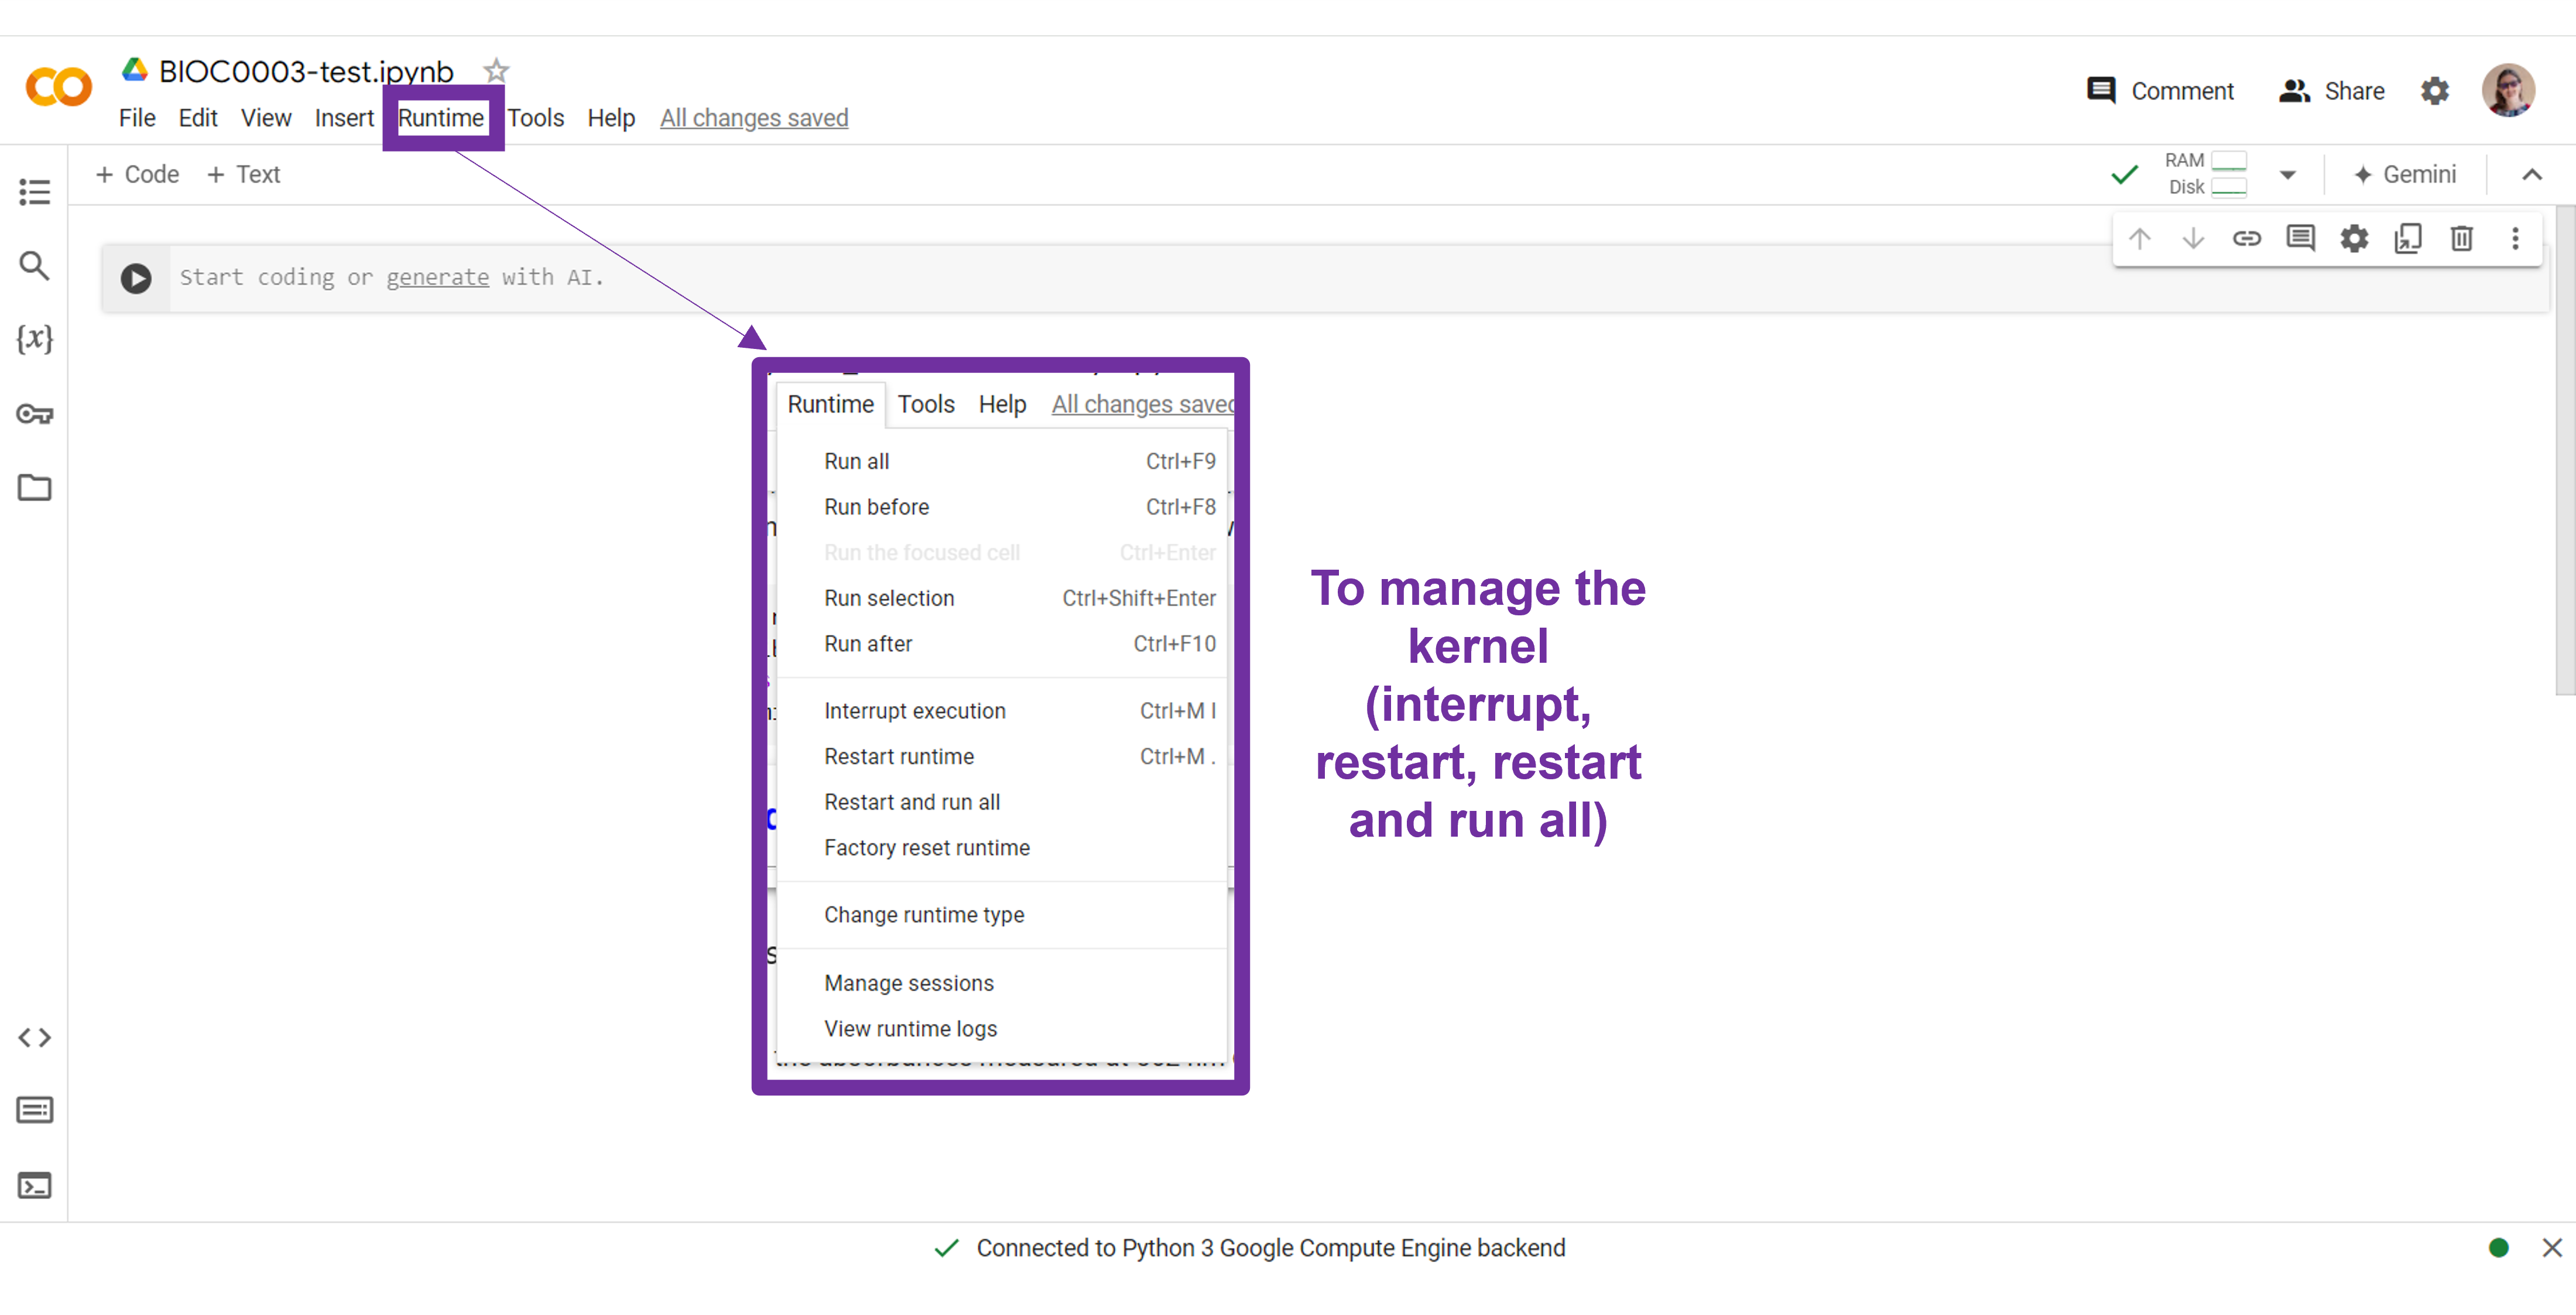 BIOC0003-test.ipynb
File Edit View Insert Runtime Tools Help All changes saved
Comment Share
+ Code + Text
RAM
Disk
Gemini
Start coding or generate with AI.
{x}
Runtime Tools Help All changes saved
Run all Ctrl+F9
Run before Ctrl+F8
Run the focused cell Ctrl+Enter
Run selection Ctrl+Shift+Enter
Run after Ctrl+F10
Interrupt execution Ctrl+M I
Restart runtime Ctrl+M .
Restart and run all
Factory reset runtime
Change runtime type
Manage sessions
View runtime logs
To manage the
kernel
(interrupt,
restart, restart
and run all)
Connected to Python 3 Google Compute Engine backend